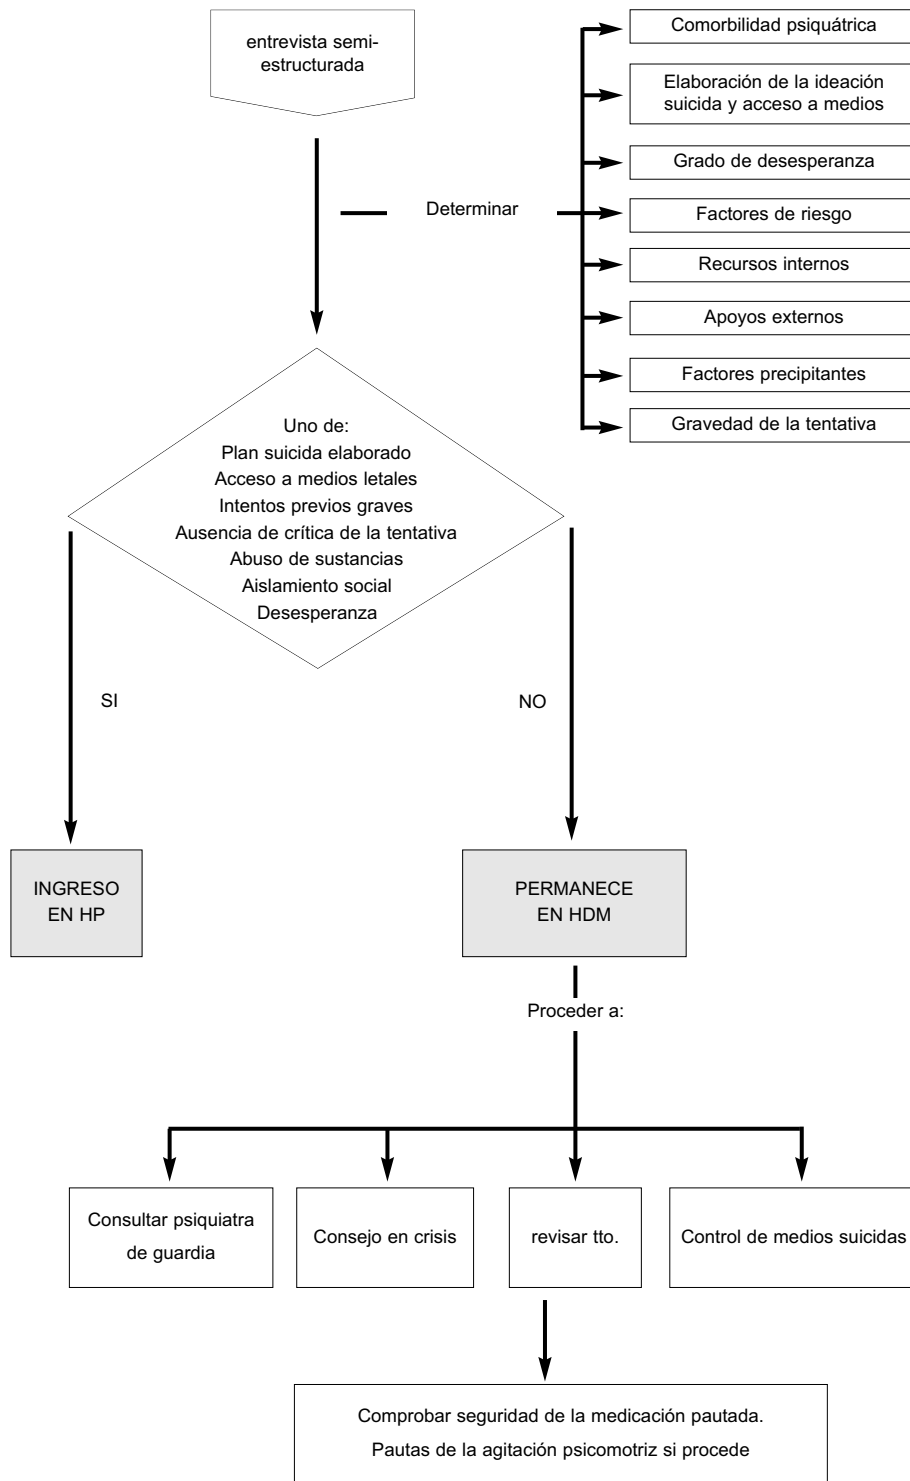 entrevista semi-
estructurada
Determinar
Comorbilidad psiquátrica
Elaboración de la ideación
suicida y acceso a medios
Grado de desesperanza
Factores de riesgo
Recursos internos
Apoyos externos
Factores precipitantes
Gravedad de la tentativa
Uno de:
Plan suicida elaborado
Acceso a medios letales
Intentos previos graves
Ausencia de crítica de la tentativa
Abuso de sustancias
Aislamiento social
Desesperanza
SI
NO
INGRESO
EN HP
PERMANECE
EN HDM
Proceder a:
Consultar psiquiatra
de guardia
Consejo en crisis
revisar tto.
Control de medios suicidas
Comprobar seguridad de la medicación pautada.
Pautas de la agitación psicomotriz si procede